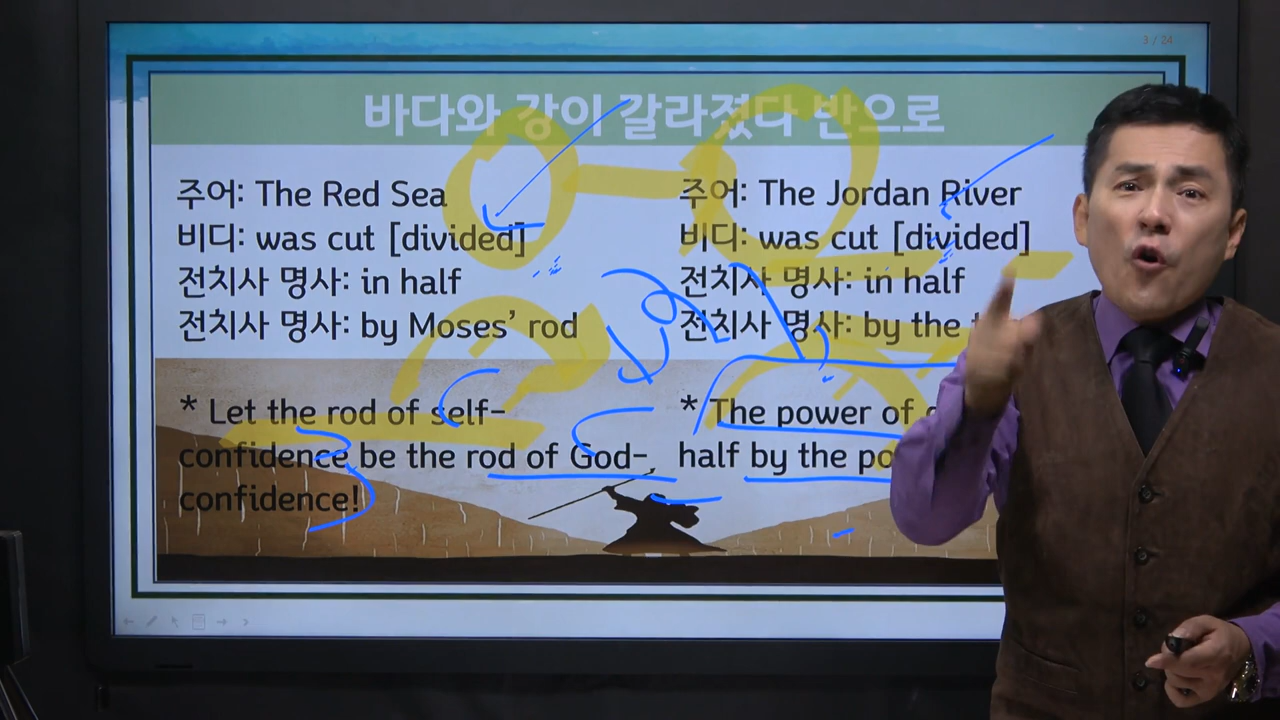 3 / 24
바다와 강이 갈라졌다 반으로
주어: The Red Sea
비디: was cut [divided]
전치사 명사: in half
전치사 명사: by Moses’ rod
* Let the rod of self-
confidence be the rod of God-
confidence!
주어: The Jordan River
비디: was cut [divided]
전치사 명사: in half
전치사 명사: by the
* The power of
half by the